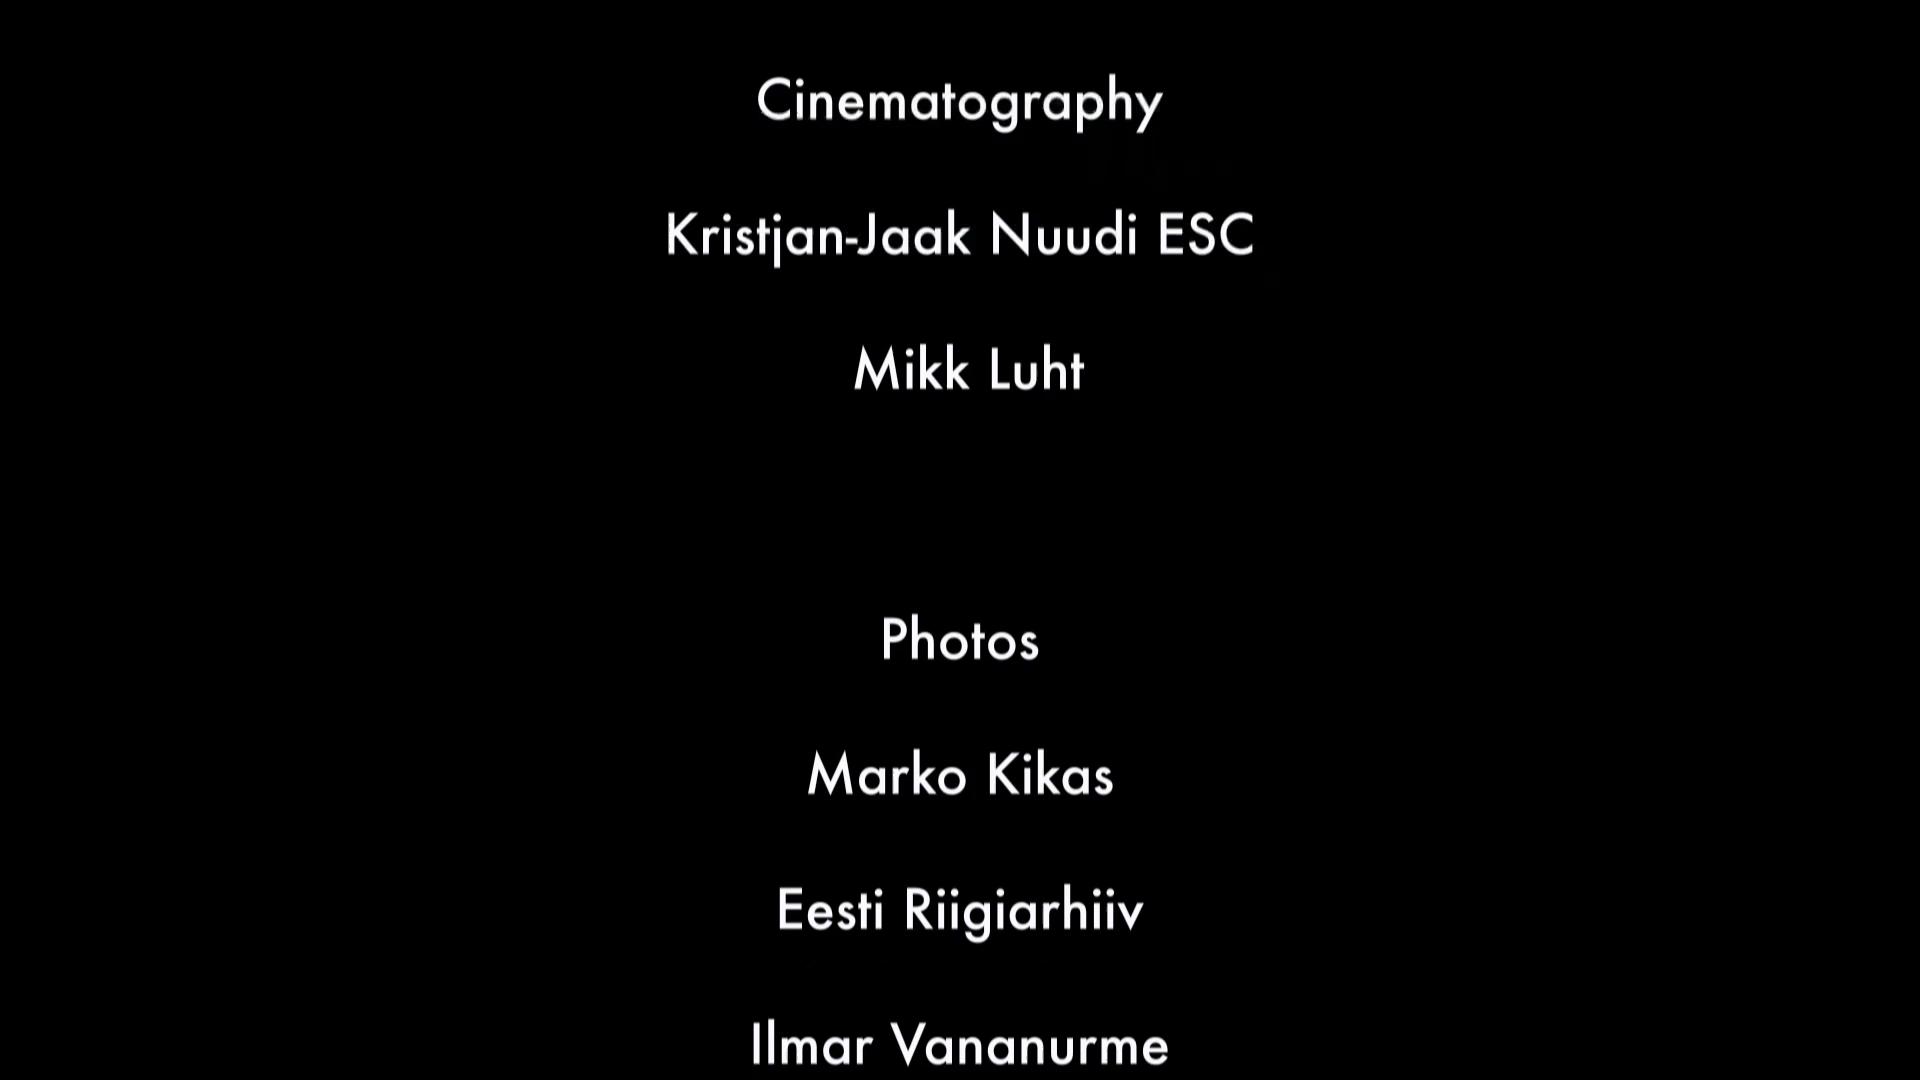 Cinematography
Kristjan-Jaak Nuudi ESC
Mikk Luht
Photos
Marko Kikas
Eesti Riigiarhiiv
Ilmar Vananurme